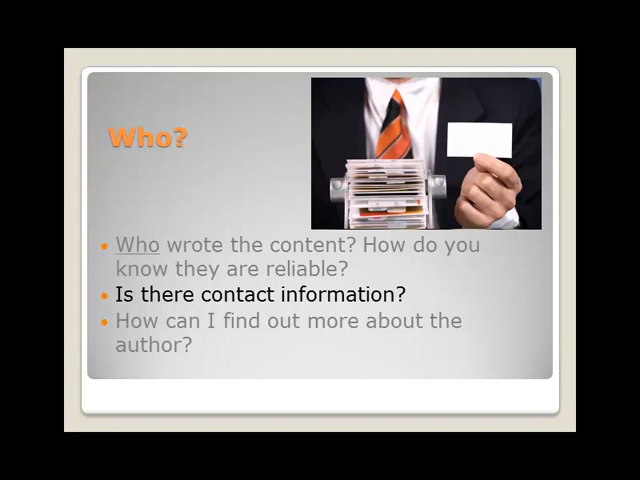 Who?
Who wrote the content? How do you
know they are reliable?
Is there contact information?
How can I find out more about the
author?